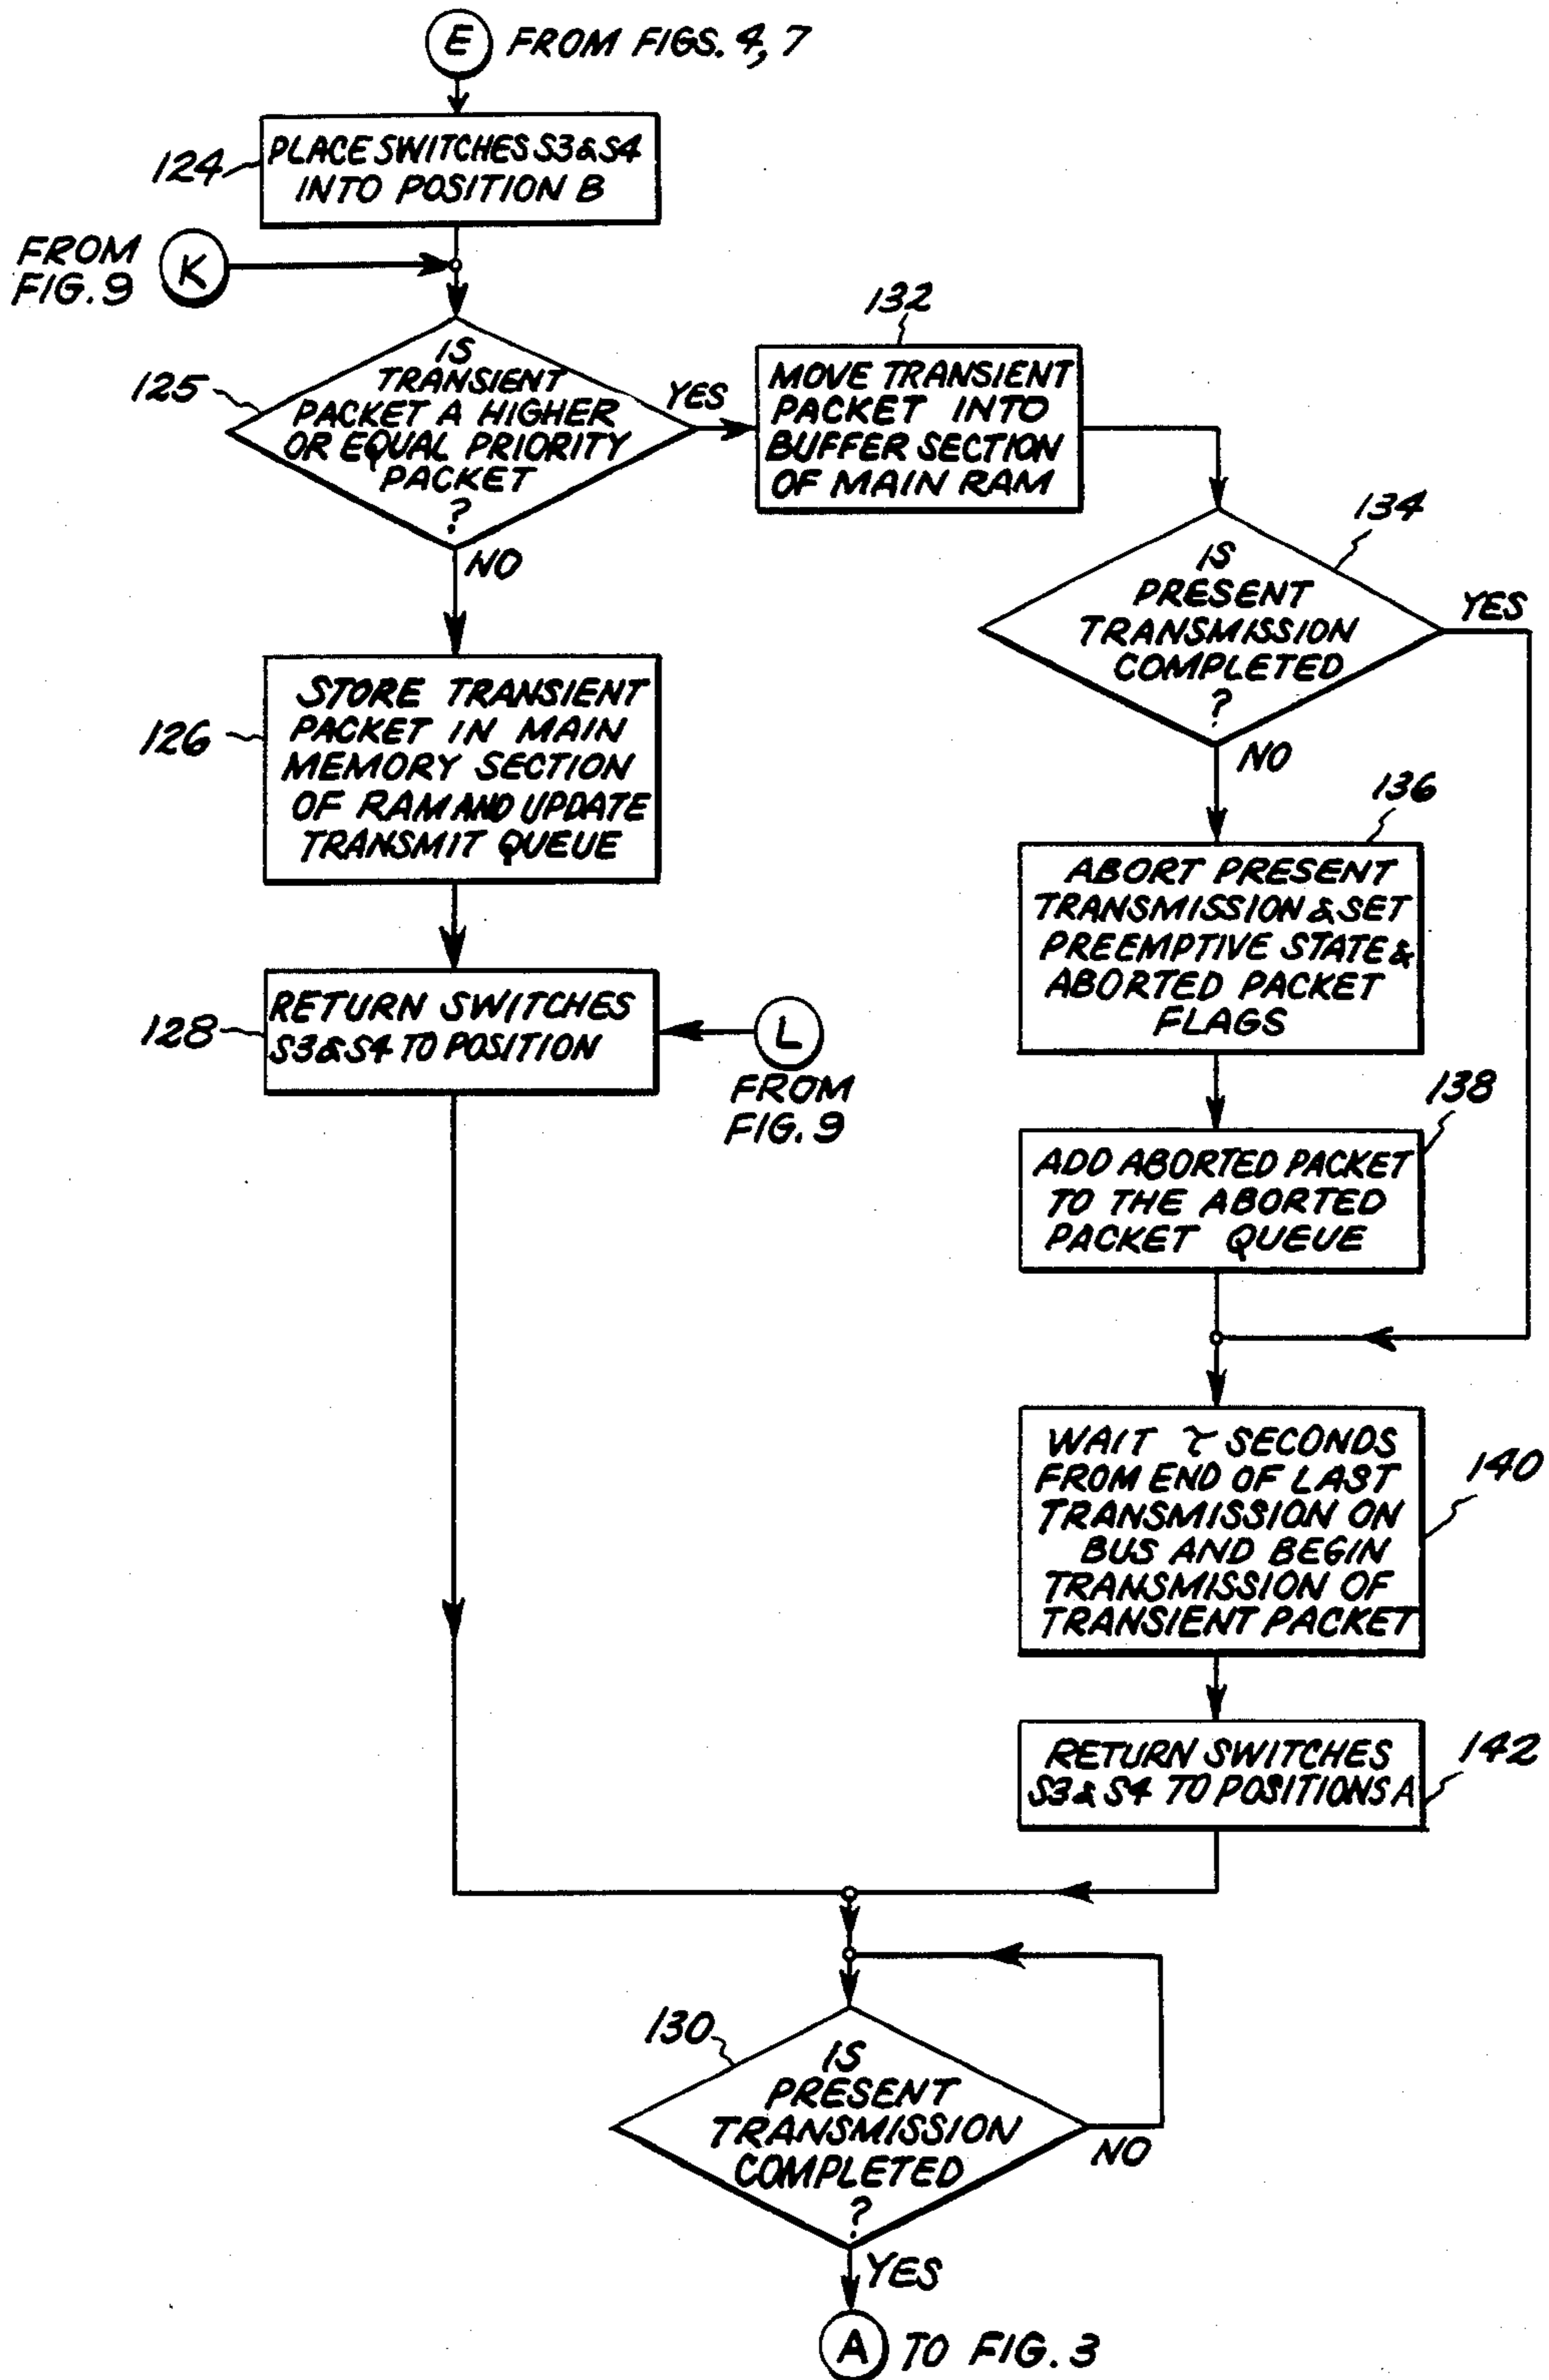 E FROM FIGS. 4, 7
124
PLACE SWITCHES S3 & S4
INTO POSITION B
FROM
FIG. 9
K
125
IS
TRANSIENT
PACKET A HIGHER
OR EQUAL PRIORITY
PACKET
?
YES
NO
132
MOVE TRANSIENT
PACKET INTO
BUFFER SECTION
OF MAIN RAM
134
IS
PRESENT
TRANSMISSION
COMPLETED
?
YES
NO
126
STORE TRANSIENT
PACKET IN MAIN
MEMORY SECTION
OF RAM AND UPDATE
TRANSMIT QUEUE
136
ABORT PRESENT
TRANSMISSION & SET
PREEMPTIVE STATE &
ABORTED PACKET
FLAGS
128
RETURN SWITCHES
S3 & S4 TO POSITION
L
FROM
FIG. 9
138
ADD ABORTED PACKET
TO THE ABORTED
PACKET QUEUE
140
WAIT τ SECONDS
FROM END OF LAST
TRANSMISSION ON
BUS AND BEGIN
TRANSMISSION OF
TRANSIENT PACKET
142
RETURN SWITCHES
S3 & S4 TO POSITIONS A
130
IS
PRESENT
TRANSMISSION
COMPLETED
?
NO
YES
A TO FIG. 3